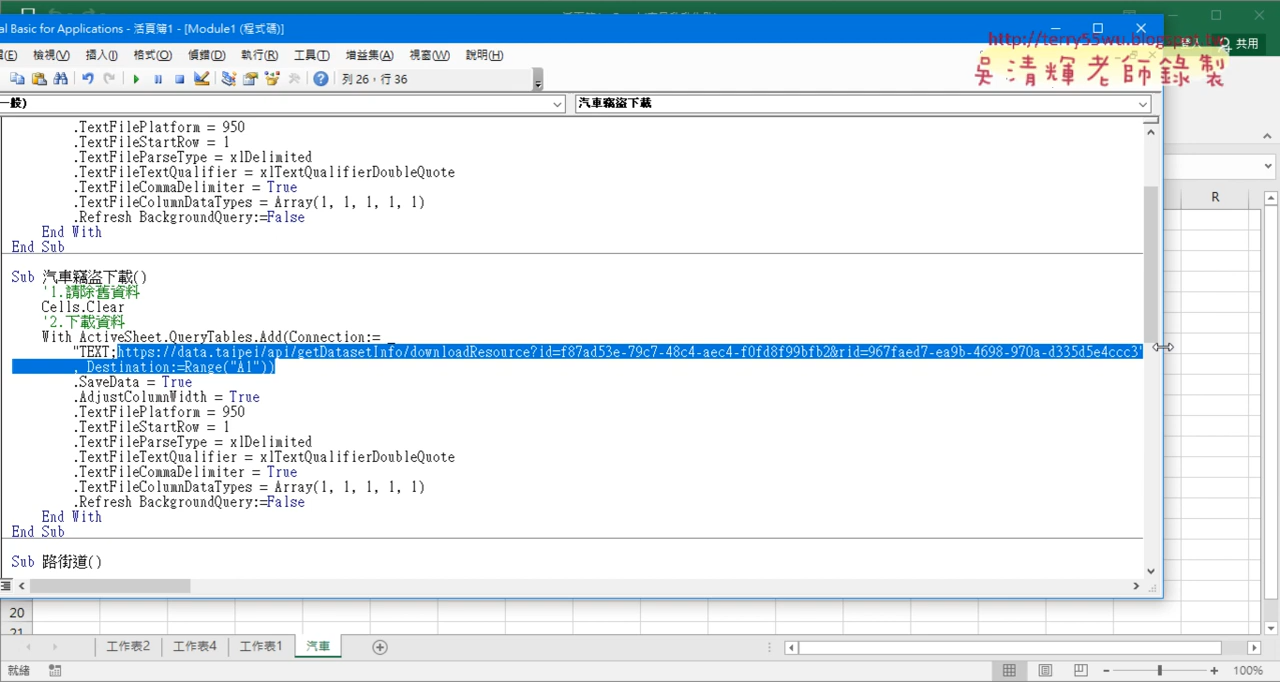 al Basic for Applications - 活頁簿1 - [Module1 (程式碼)]
http://terry55wu.blogspot.tw
共用
(E) 檢視(V) 插入(I) 格式(O) 偵錯(D) 執行(R) 工具(T) 增益集(A) 視窗(W) 說明(H)
吳清輝老師錄製
列 26，行 36
一般) 汽車竊盜下載
.TextFilePlatform = 950
.TextFileStartRow = 1
.TextFileParseType = xlDelimited
.TextFileTextQualifier = xlTextQualifierDoubleQuote
.TextFileCommaDelimiter = True
.TextFileColumnDataTypes = Array(1, 1, 1, 1, 1)
.Refresh BackgroundQuery:=False
End With
End Sub
R
Sub 汽車竊盜下載()
'1.請除舊資料
Cells.Clear
'2.下載資料
With ActiveSheet.QueryTables.Add(Connection:= _
"TEXT;https://data.taipei/api/getDatasetInfo/downloadResource?id=f87ad53e-79c7-48c4-aec4-f0fd8f99bfb2&rid=967faed7-ea9b-4698-970a-d335d5e4ccc3"
, Destination:=Range("A1"))
.SaveData = True
.AdjustColumnWidth = True
.TextFilePlatform = 950
.TextFileStartRow = 1
.TextFileParseType = xlDelimited
.TextFileTextQualifier = xlTextQualifierDoubleQuote
.TextFileCommaDelimiter = True
.TextFileColumnDataTypes = Array(1, 1, 1, 1, 1)
.Refresh BackgroundQuery:=False
End With
End Sub
Sub 路街道()
20
21
工作表2 工作表4 工作表1 汽車
就緒 100%